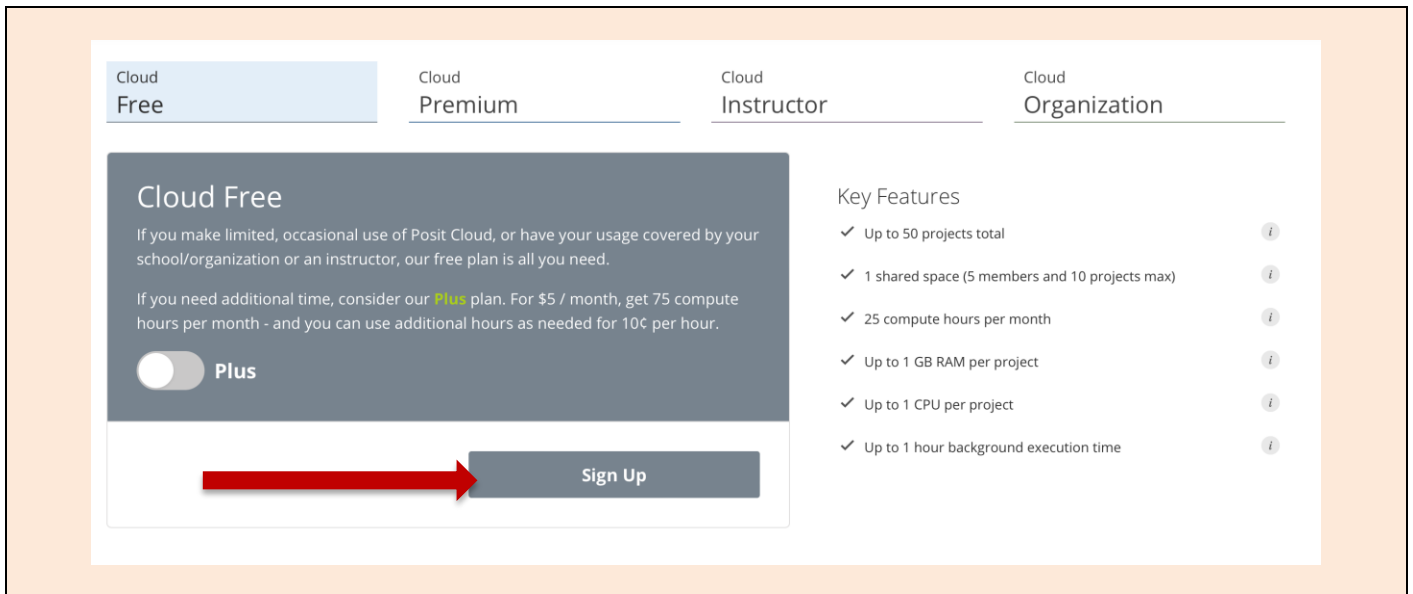 Cloud
Free
Cloud
Premium
Cloud
Instructor
Cloud
Organization
Cloud Free
If you make limited, occasional use of Posit Cloud, or have your usage covered by your
school/organization or an instructor, our free plan is all you need.
If you need additional time, consider our Plus plan. For $5 / month, get 75 compute
hours per month - and you can use additional hours as needed for 10¢ per hour.
Plus
Sign Up
Key Features
✓ Up to 50 projects total i
✓ 1 shared space (5 members and 10 projects max) i
✓ 25 compute hours per month i
✓ Up to 1 GB RAM per project i
✓ Up to 1 CPU per project i
✓ Up to 1 hour background execution time i